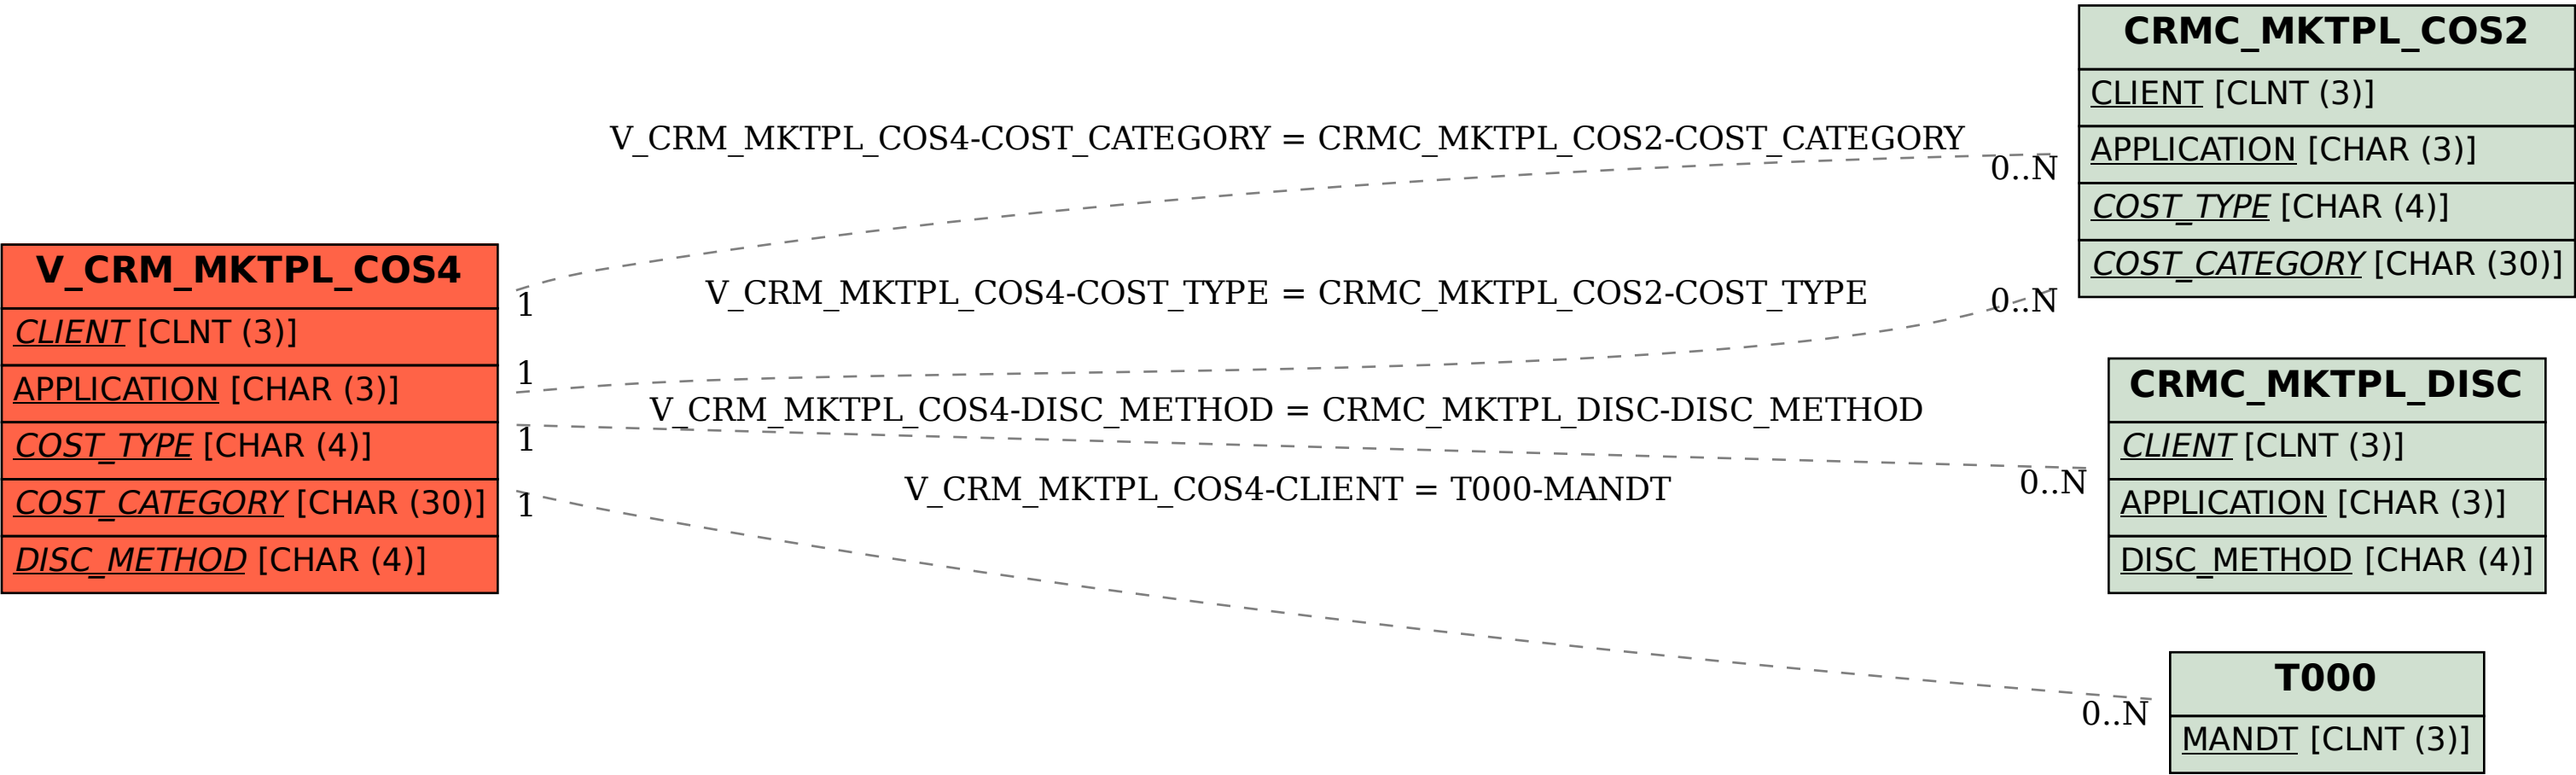 V_CRM_MKTPL_COS4
CLIENT [CLNT (3)]
APPLICATION [CHAR (3)]
COST_TYPE [CHAR (4)]
COST_CATEGORY [CHAR (30)]
DISC_METHOD [CHAR (4)]
V_CRM_MKTPL_COS4-COST_CATEGORY = CRMC_MKTPL_COS2-COST_CATEGORY
0..N
1
V_CRM_MKTPL_COS4-COST_TYPE = CRMC_MKTPL_COS2-COST_TYPE
0..N
1
V_CRM_MKTPL_COS4-DISC_METHOD = CRMC_MKTPL_DISC-DISC_METHOD
1
0..N
V_CRM_MKTPL_COS4-CLIENT = T000-MANDT
1
0..N
CRMC_MKTPL_COS2
CLIENT [CLNT (3)]
APPLICATION [CHAR (3)]
COST_TYPE [CHAR (4)]
COST_CATEGORY [CHAR (30)]
CRMC_MKTPL_DISC
CLIENT [CLNT (3)]
APPLICATION [CHAR (3)]
DISC_METHOD [CHAR (4)]
T000
MANDT [CLNT (3)]